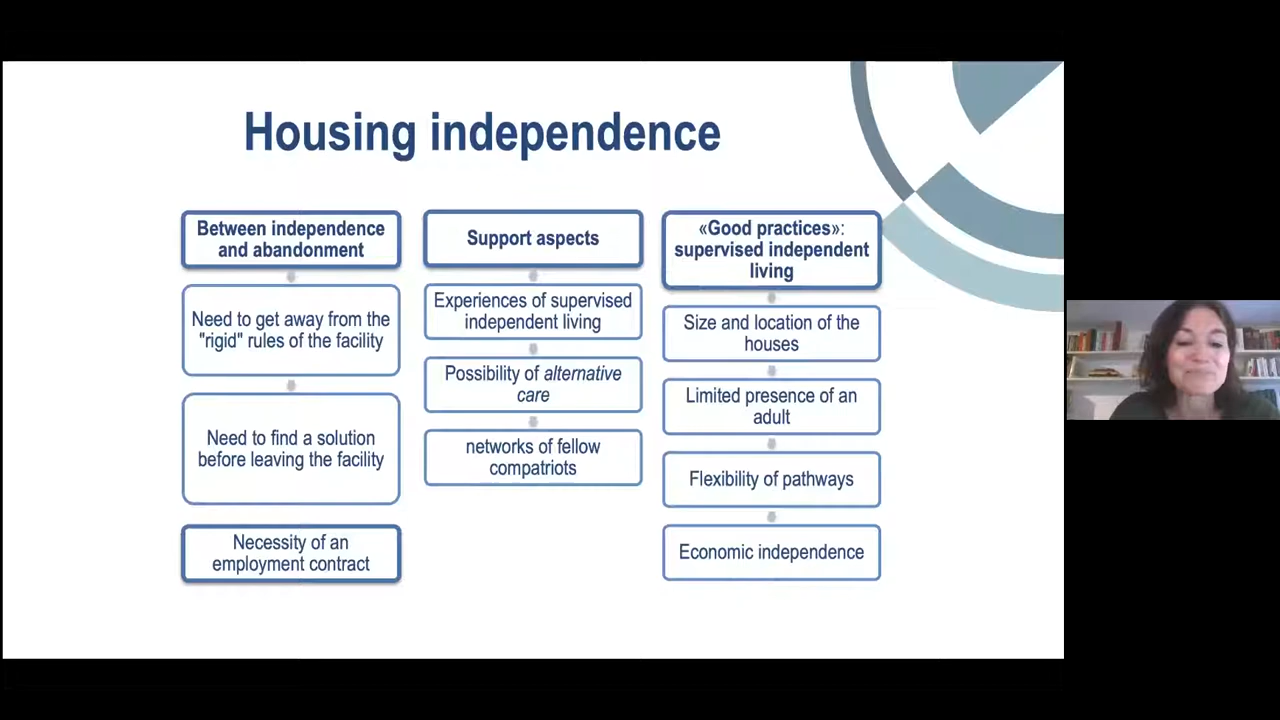 Housing independence
Between independence
and abandonment
Need to get away from the
"rigid" rules of the facility
Need to find a solution
before leaving the facility
Necessity of an
employment contract
Support aspects
Experiences of supervised
independent living
Possibility of alternative
care
networks of fellow
compatriots
«Good practices»:
supervised independent
living
Size and location of the
houses
Limited presence of an
adult
Flexibility of pathways
Economic independence